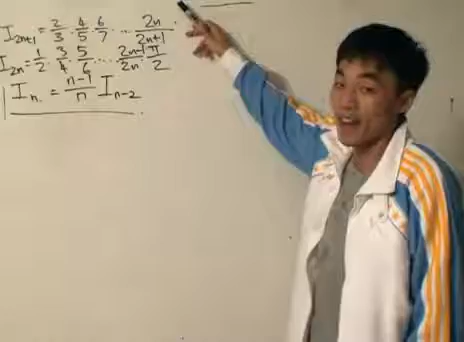 I₂ₙ₊₁ = 2/3 · 4/5 · 6/7 · ... · 2n/2n+1 ·
I₂ₙ = 1/2 · 3/4 · 5/6 · ... · 2n-1/2n · π/2
Iₙ = n-1/n Iₙ₋₂